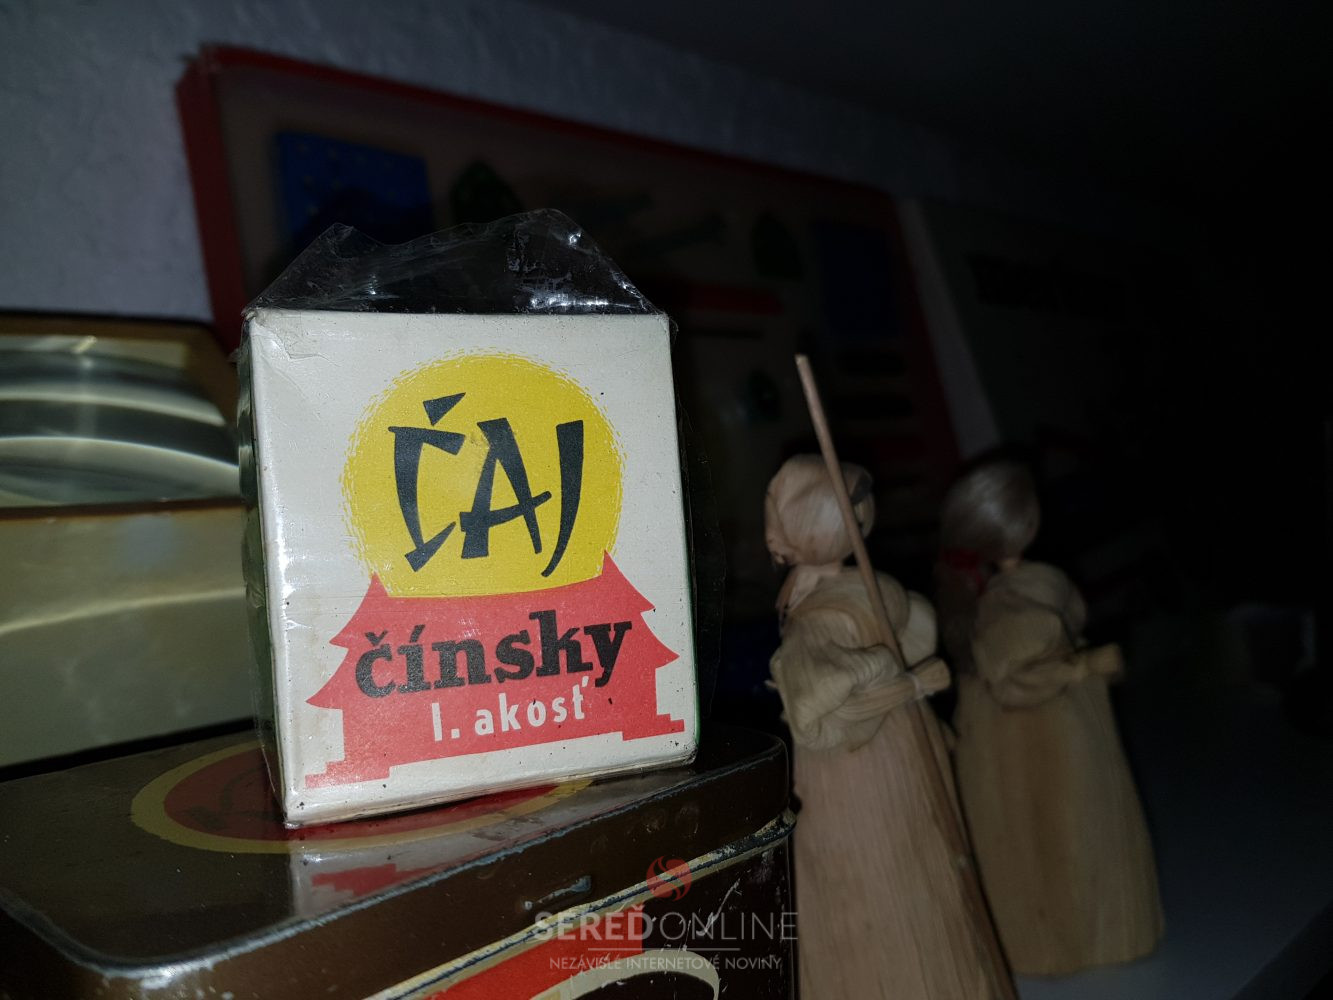 ČAJ
čínsky
I. akosť
SEREĎONLINE
NEZÁVISLÉ INTERNETOVÉ NOVINY